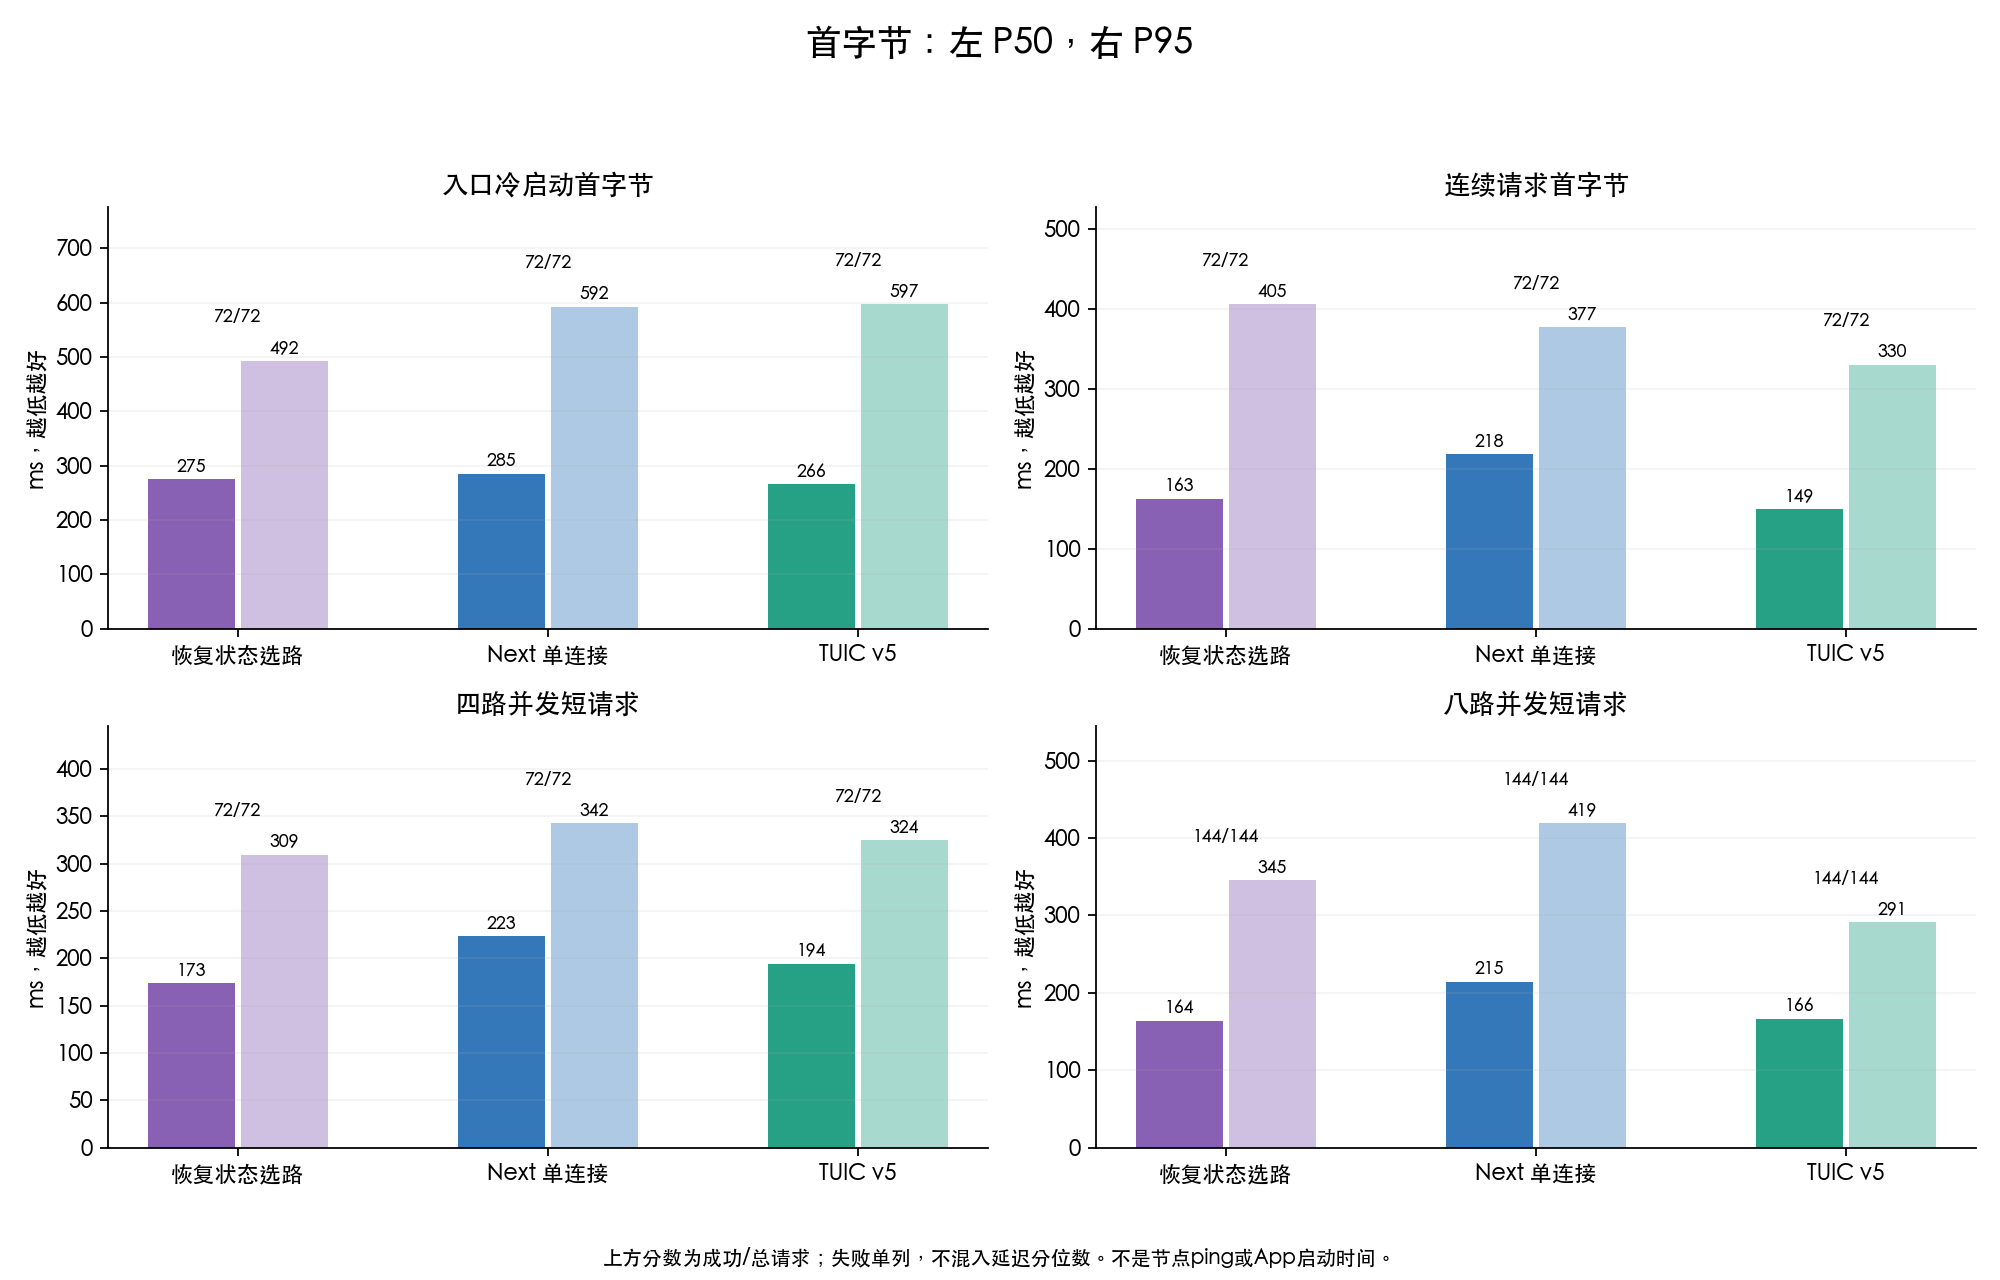 首字节：左 P50，右 P95
入口冷启动首字节
ms，越低越好
700
600
500
400
300
200
100
0
72/72
275
492
72/72
285
592
72/72
266
597
恢复状态选路
Next 单连接
TUIC v5
连续请求首字节
ms，越低越好
500
400
300
200
100
0
72/72
163
405
72/72
218
377
72/72
149
330
恢复状态选路
Next 单连接
TUIC v5
四路并发短请求
ms，越低越好
400
350
300
250
200
150
100
50
0
72/72
173
309
72/72
223
342
72/72
194
324
恢复状态选路
Next 单连接
TUIC v5
八路并发短请求
ms，越低越好
500
400
300
200
100
0
144/144
164
345
144/144
215
419
144/144
166
291
恢复状态选路
Next 单连接
TUIC v5
上方分数为成功/总请求；失败单列，不混入延迟分位数。不是节点ping或App启动时间。